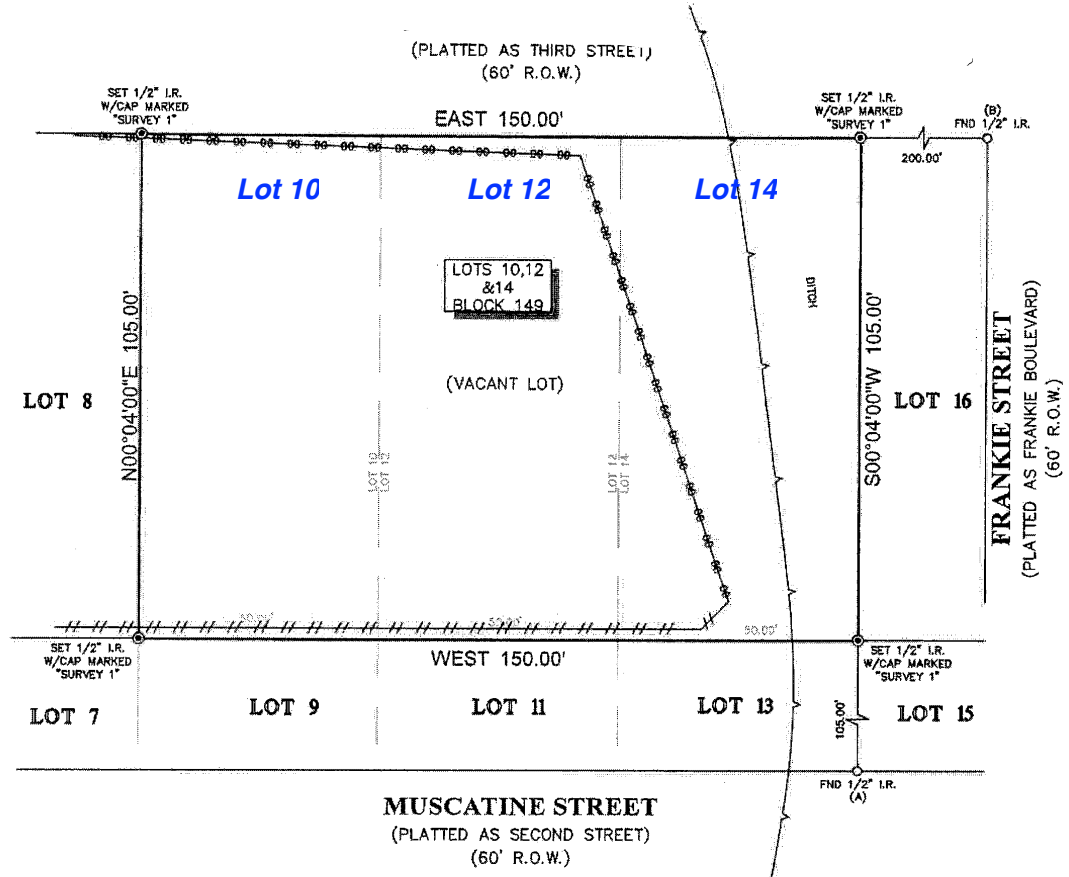 (PLATTED AS THIRD STREET)
(60' R.O.W.)
SET 1/2" I.R.
W/CAP MARKED
"SURVEY 1"
EAST 150.00'
SET 1/2" I.R.
W/CAP MARKED
"SURVEY 1"
(B)
FND 1/2" I.R.
200.00'
Lot 10
Lot 12
Lot 14
LOTS 10,12
&14
BLOCK 149
DITCH
(VACANT LOT)
N00°04'00"E 105.00'
S00°04'00"W 105.00'
LOT 8
LOT 16
FRANKIE STREET
(PLATTED AS FRANKIE BOULEVARD)
(60' R.O.W.)
LOT 10
LOT 12
LOT 12
LOT 14
50.00'
50.00'
50.00'
SET 1/2" I.R.
W/CAP MARKED
"SURVEY 1"
WEST 150.00'
SET 1/2" I.R.
W/CAP MARKED
"SURVEY 1"
LOT 7
LOT 9
LOT 11
LOT 13
105.00'
LOT 15
FND 1/2" I.R.
(A)
MUSCATINE STREET
(PLATTED AS SECOND STREET)
(60' R.O.W.)